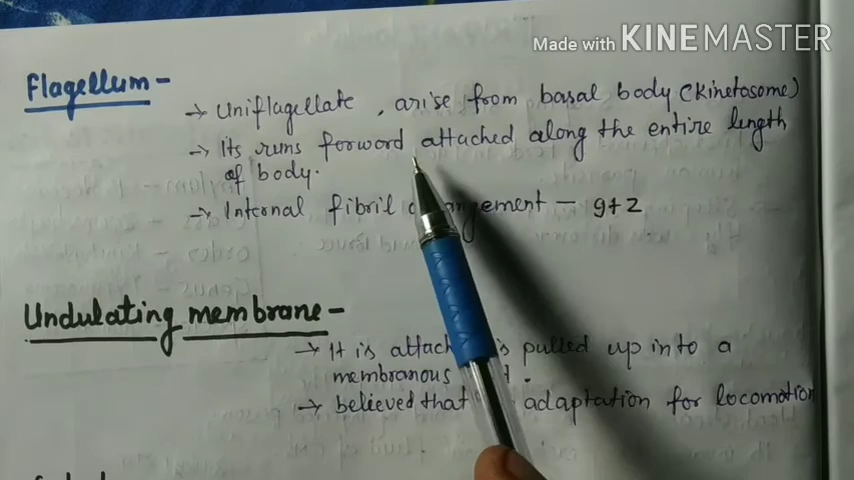 Made with KINEMASTER
Flagellum -
→ Uniflagellate, arise from basal body (Kinetosome)
→ Its runs forward attached along the entire length
of body.
→ Internal fibril arrangement - 9+2
Undulating membrane -
→ It is pulled up into a
membranous
→ believed that adaptation for locomotion